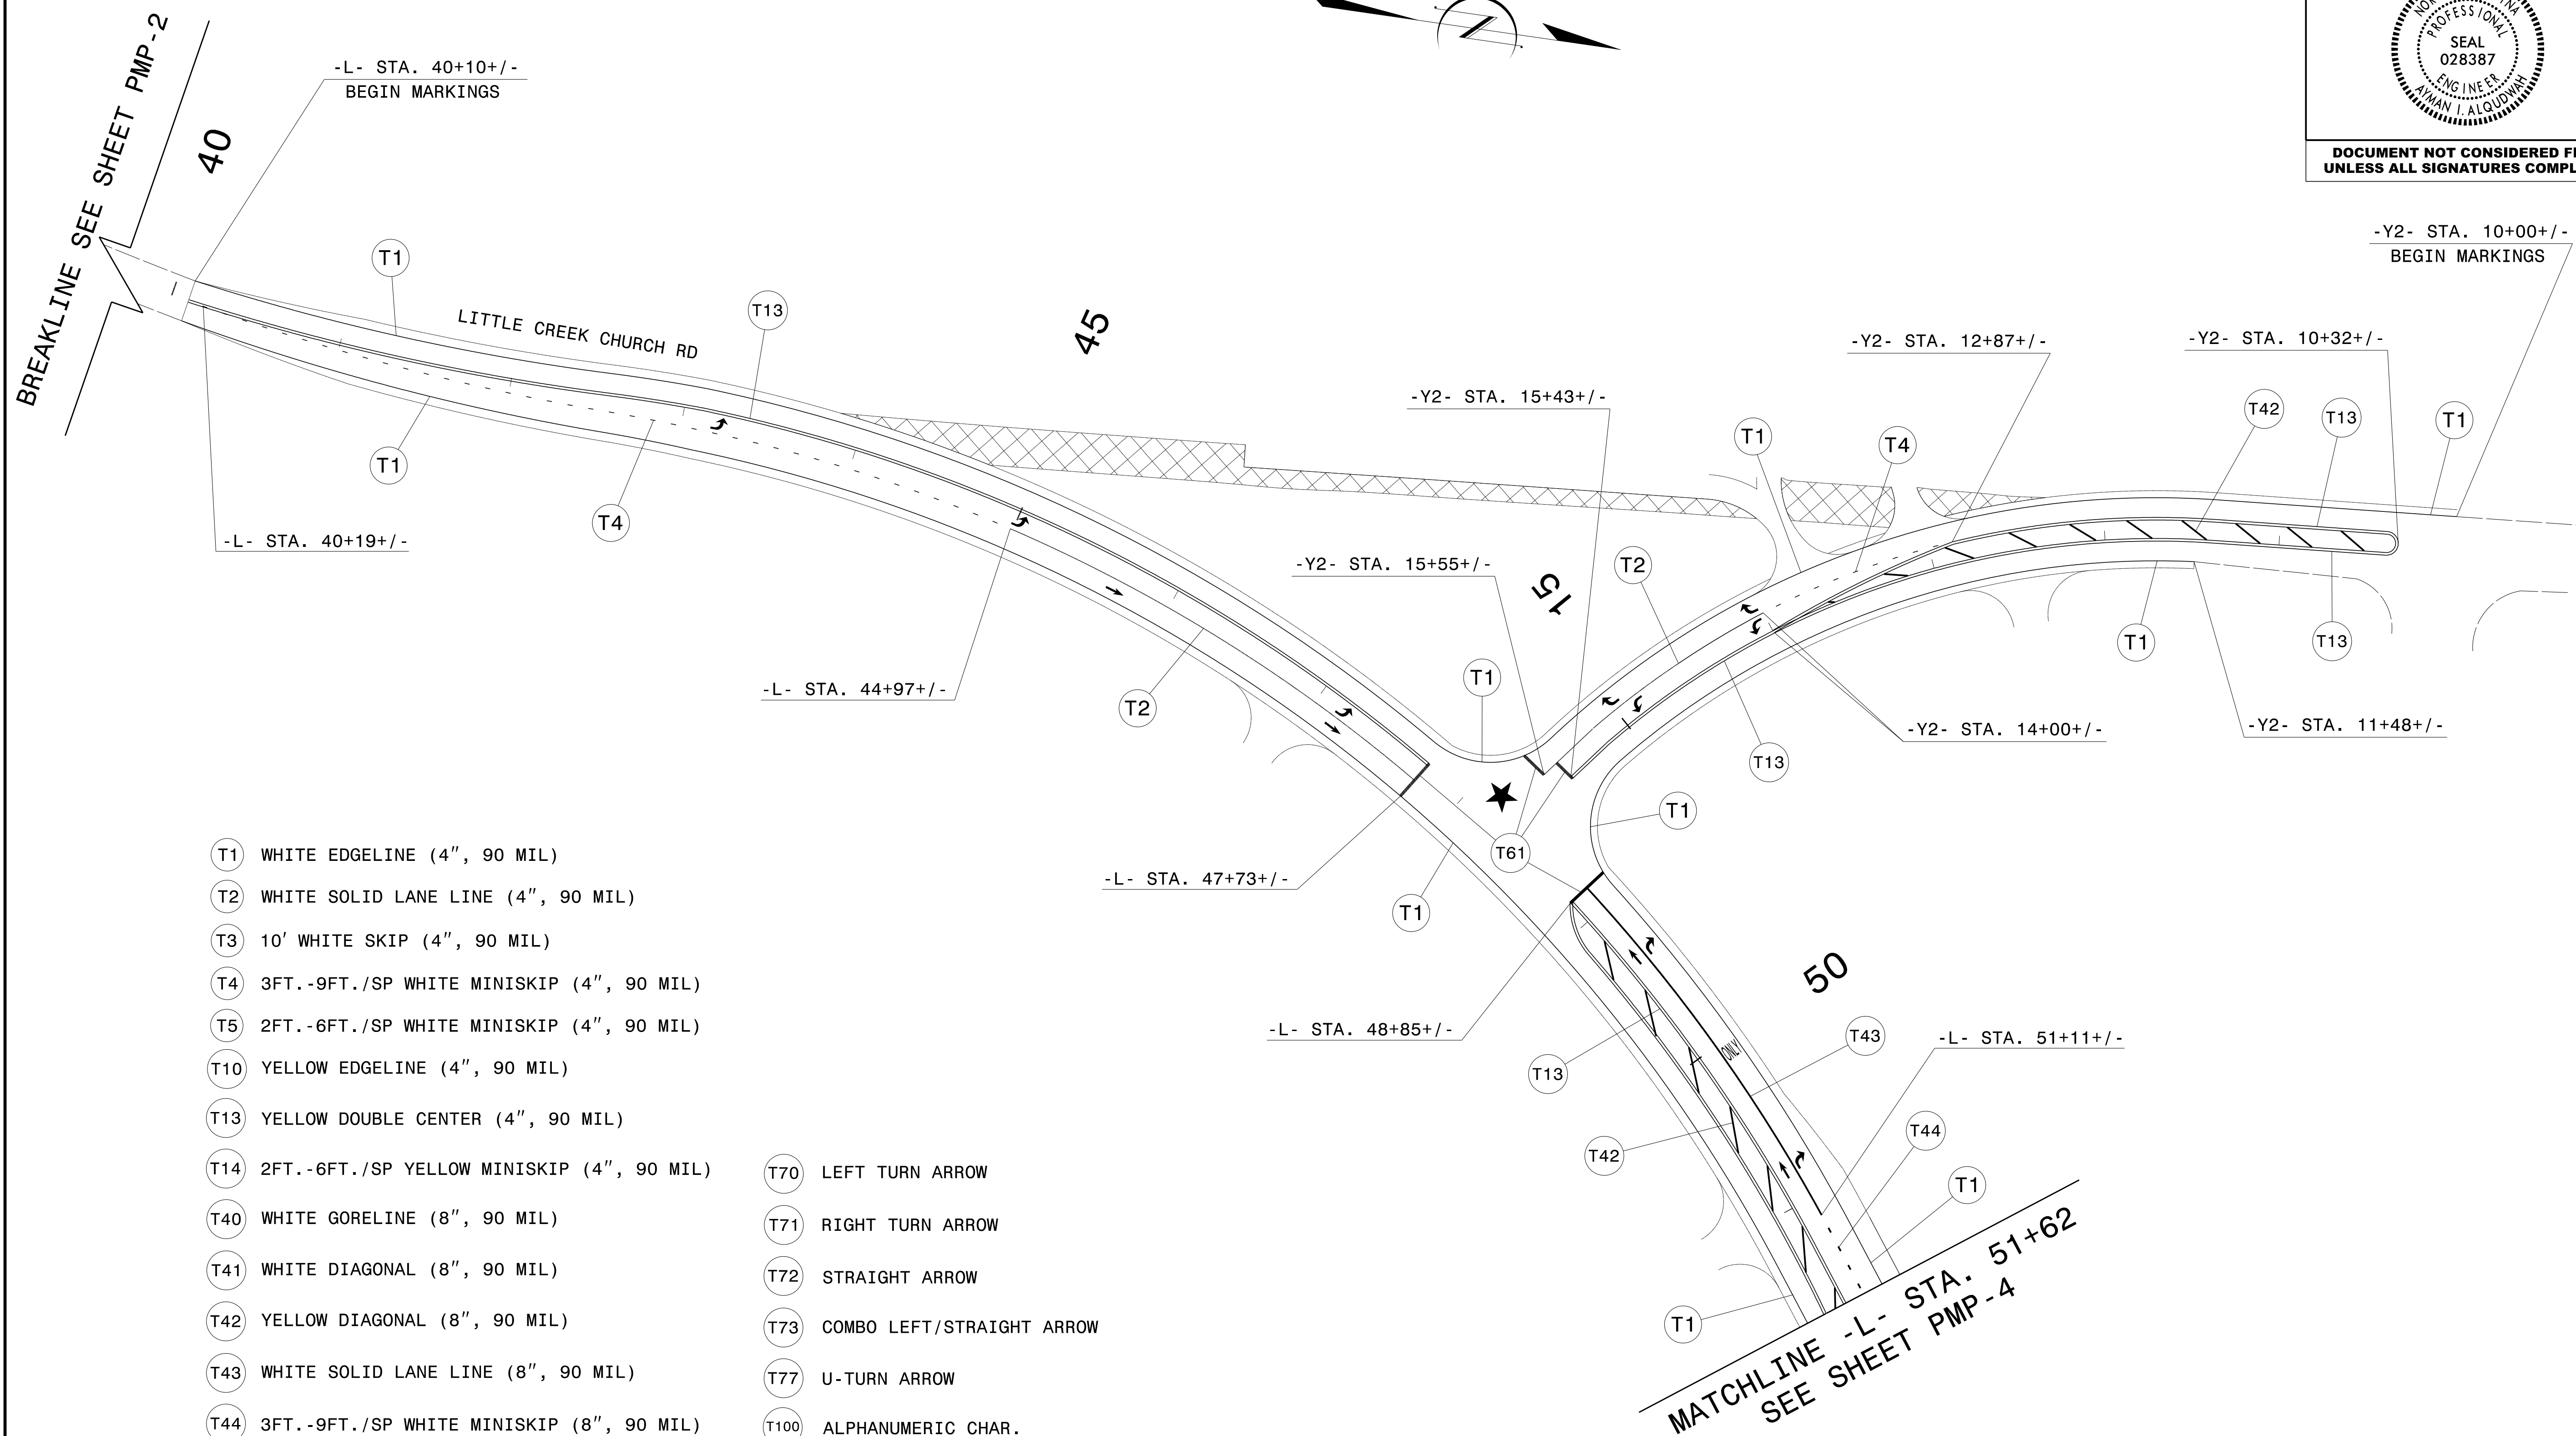 BREAKLINE SEE SHEET PMP-2
40
-L- STA. 40+10+/-
BEGIN MARKINGS
PROFESSIONAL
SEAL
028387
ENGINEER
AYMAN I. ALQUDWAH
DOCUMENT NOT CONSIDERED
UNLESS ALL SIGNATURES
-Y2- STA. 10+00+/-
BEGIN MARKINGS
T1
LITTLE CREEK CHURCH RD
T13
45
-Y2- STA. 12+87+/-
-Y2- STA. 10+32+/-
-Y2- STA. 15+43+/-
T42
T13
T1
T1
T4
T1
T4
-L- STA. 40+19+/-
-Y2- STA. 15+55+/-
15
T2
T1
T13
-L- STA. 44+97+/-
T2
T1
-Y2- STA. 14+00+/-
-Y2- STA. 11+48+/-
T13
T1
T61
-L- STA. 47+73+/-
T1
50
-L- STA. 48+85+/-
T43
-L- STA. 51+11+/-
ONLY
T13
T44
T42
T1
T1
MATCHLINE -L- STA. 51+62
SEE SHEET PMP-4
T1 WHITE EDGELINE (4", 90 MIL)
T2 WHITE SOLID LANE LINE (4", 90 MIL)
T3 10' WHITE SKIP (4", 90 MIL)
T4 3FT.-9FT./SP WHITE MINISKIP (4", 90 MIL)
T5 2FT.-6FT./SP WHITE MINISKIP (4", 90 MIL)
T10 YELLOW EDGELINE (4", 90 MIL)
T13 YELLOW DOUBLE CENTER (4", 90 MIL)
T14 2FT.-6FT./SP YELLOW MINISKIP (4", 90 MIL)
T40 WHITE GORELINE (8", 90 MIL)
T41 WHITE DIAGONAL (8", 90 MIL)
T42 YELLOW DIAGONAL (8", 90 MIL)
T43 WHITE SOLID LANE LINE (8", 90 MIL)
T44 3FT.-9FT./SP WHITE MINISKIP (8", 90 MIL)
T70 LEFT TURN ARROW
T71 RIGHT TURN ARROW
T72 STRAIGHT ARROW
T73 COMBO LEFT/STRAIGHT ARROW
T77 U-TURN ARROW
T100 ALPHANUMERIC CHAR.